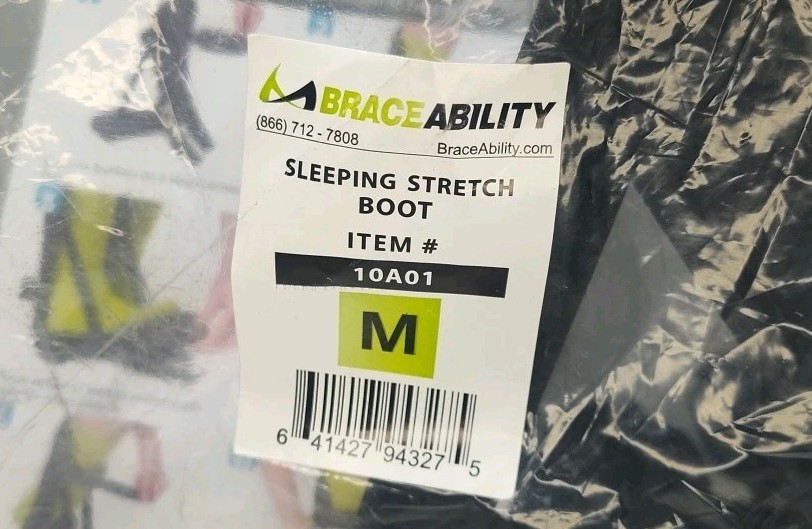 BRACEABILITY
(866) 712 - 7808
BraceAbility.com
SLEEPING STRETCH
BOOT
ITEM #
10A01
M
6 41427 94327 5